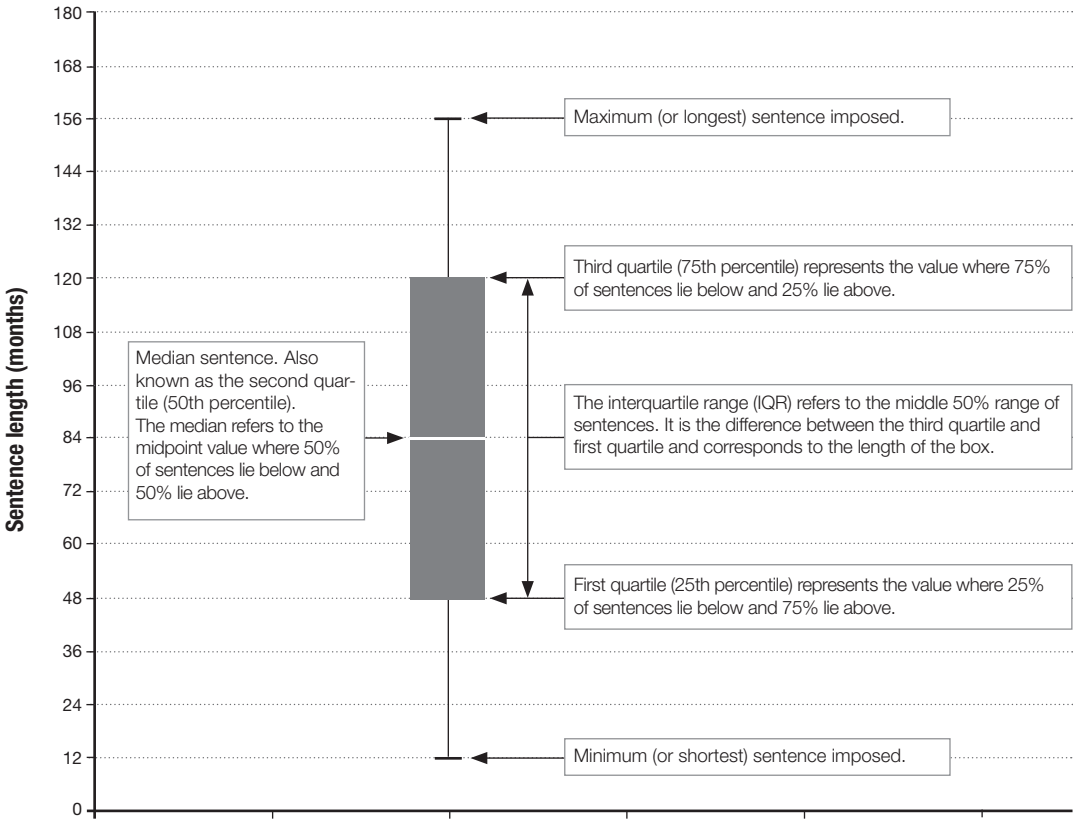 180
168
156
144
132
120
108
96
84
72
60
48
36
24
12
0
Sentence length (months)
Maximum (or longest) sentence imposed.
Third quartile (75th percentile) represents the value where 75%
of sentences lie below and 25% lie above.
Median sentence. Also
known as the second quar-
tile (50th percentile).
The median refers to the
midpoint value where 50%
of sentences lie below and
50% lie above.
The interquartile range (IQR) refers to the middle 50% range of
sentences. It is the difference between the third quartile and
first quartile and corresponds to the length of the box.
First quartile (25th percentile) represents the value where 25%
of sentences lie below and 75% lie above.
Minimum (or shortest) sentence imposed.